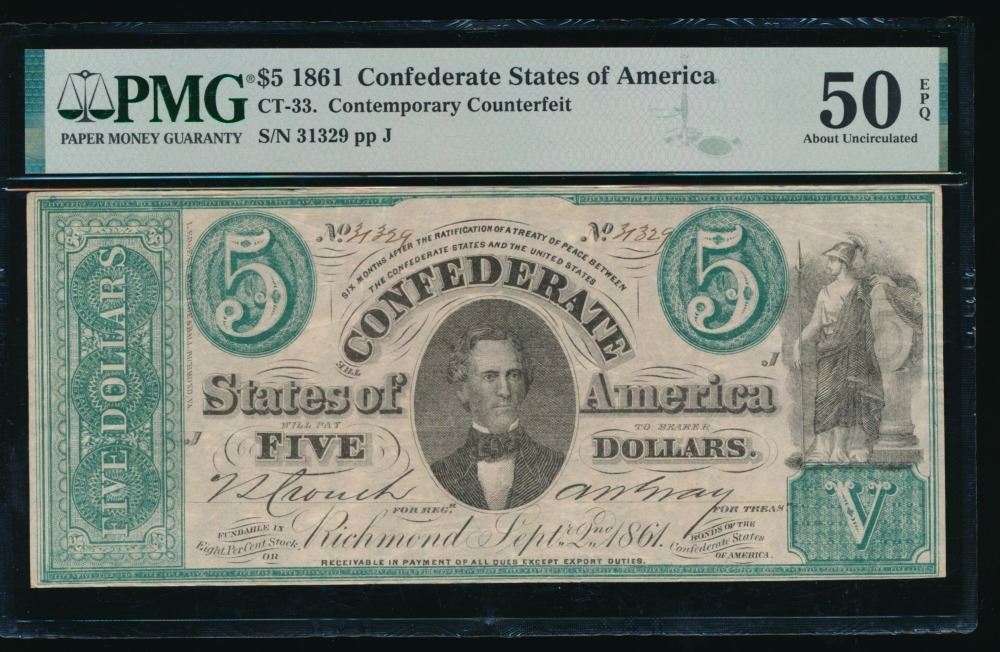 PMG®
PAPER MONEY GUARANTY
$5 1861 Confederate States of America
CT-33. Contemporary Counterfeit
S/N 31329 pp J
50
EPQ
About Uncirculated
FIVE DOLLARS
5
No 31329
No 31329
5
SIX MONTHS AFTER THE RATIFICATION OF A TREATY OF PEACE BETWEEN
THE CONFEDERATE STATES AND THE UNITED STATES
THE CONFEDERATE
J
States of America
WILL PAY TO BEARER
J
FIVE DOLLARS.
FOR REGR
FOR TREAS
Richmond Septr. 2nd 1861.
FUNDABLE IN
Eight Per Cent Stock
OR
BONDS OF THE
Confederate States
OF AMERICA.
V
RECEIVABLE IN PAYMENT OF ALL DUES EXCEPT EXPORT DUTIES.